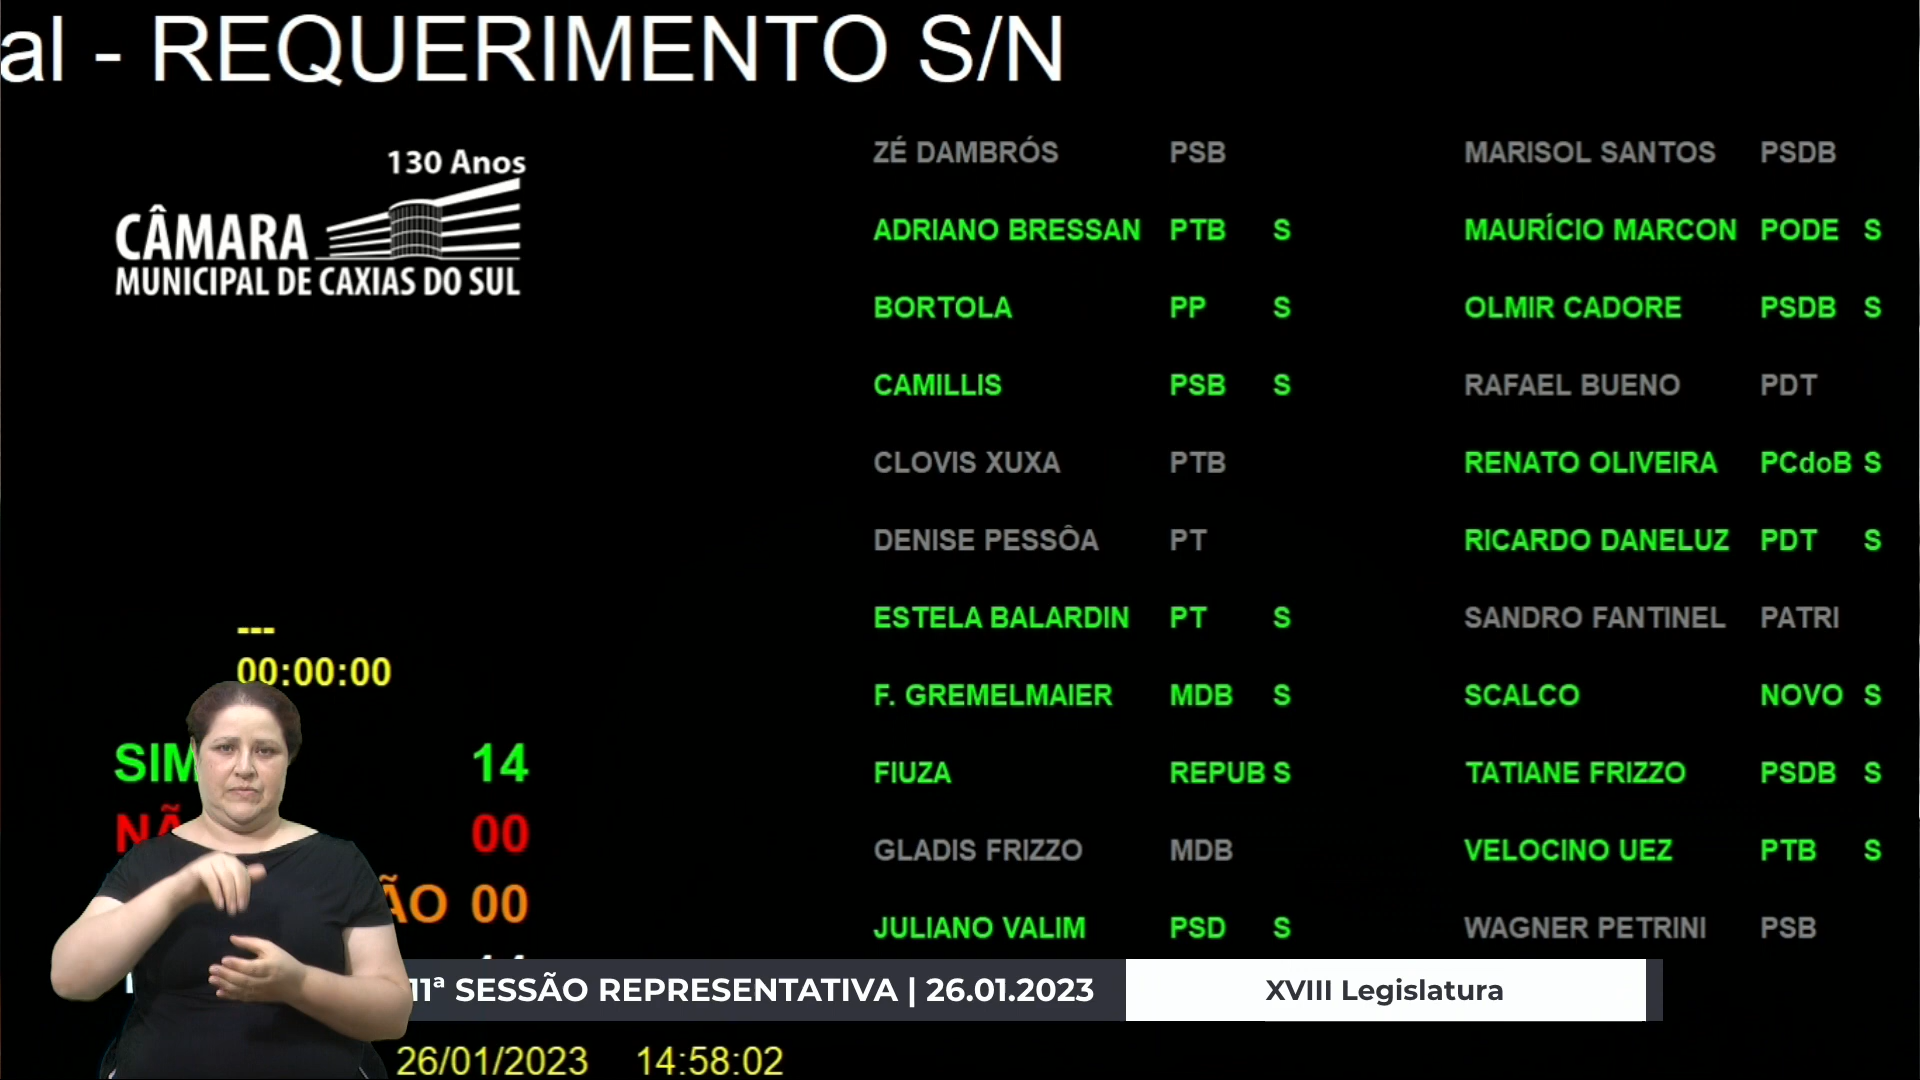 al - REQUERIMENTO S/N
130 Anos
CÂMARA
MUNICIPAL DE CAXIAS DO SUL
ZÉ DAMBRÓS PSB
ADRIANO BRESSAN PTB S
BORTOLA PP S
CAMILLIS PSB S
CLOVIS XUXA PTB
DENISE PESSÔA PT
ESTELA BALARDIN PT S
F. GREMELMAIER MDB S
FIUZA REPUB S
GLADIS FRIZZO MDB
JULIANO VALIM PSD S
MARISOL SANTOS PSDB
MAURÍCIO MARCON PODE S
OLMIR CADORE PSDB S
RAFAEL BUENO PDT
RENATO OLIVEIRA PCdoB S
RICARDO DANELUZ PDT S
SANDRO FANTINEL PATRI
SCALCO NOVO S
TATIANE FRIZZO PSDB S
VELOCINO UEZ PTB S
WAGNER PETRINI PSB
---
00:00:00
SIM 14
NÃ 00
ÃO 00
11ª SESSÃO REPRESENTATIVA | 26.01.2023
XVIII Legislatura
26/01/2023 14:58:02